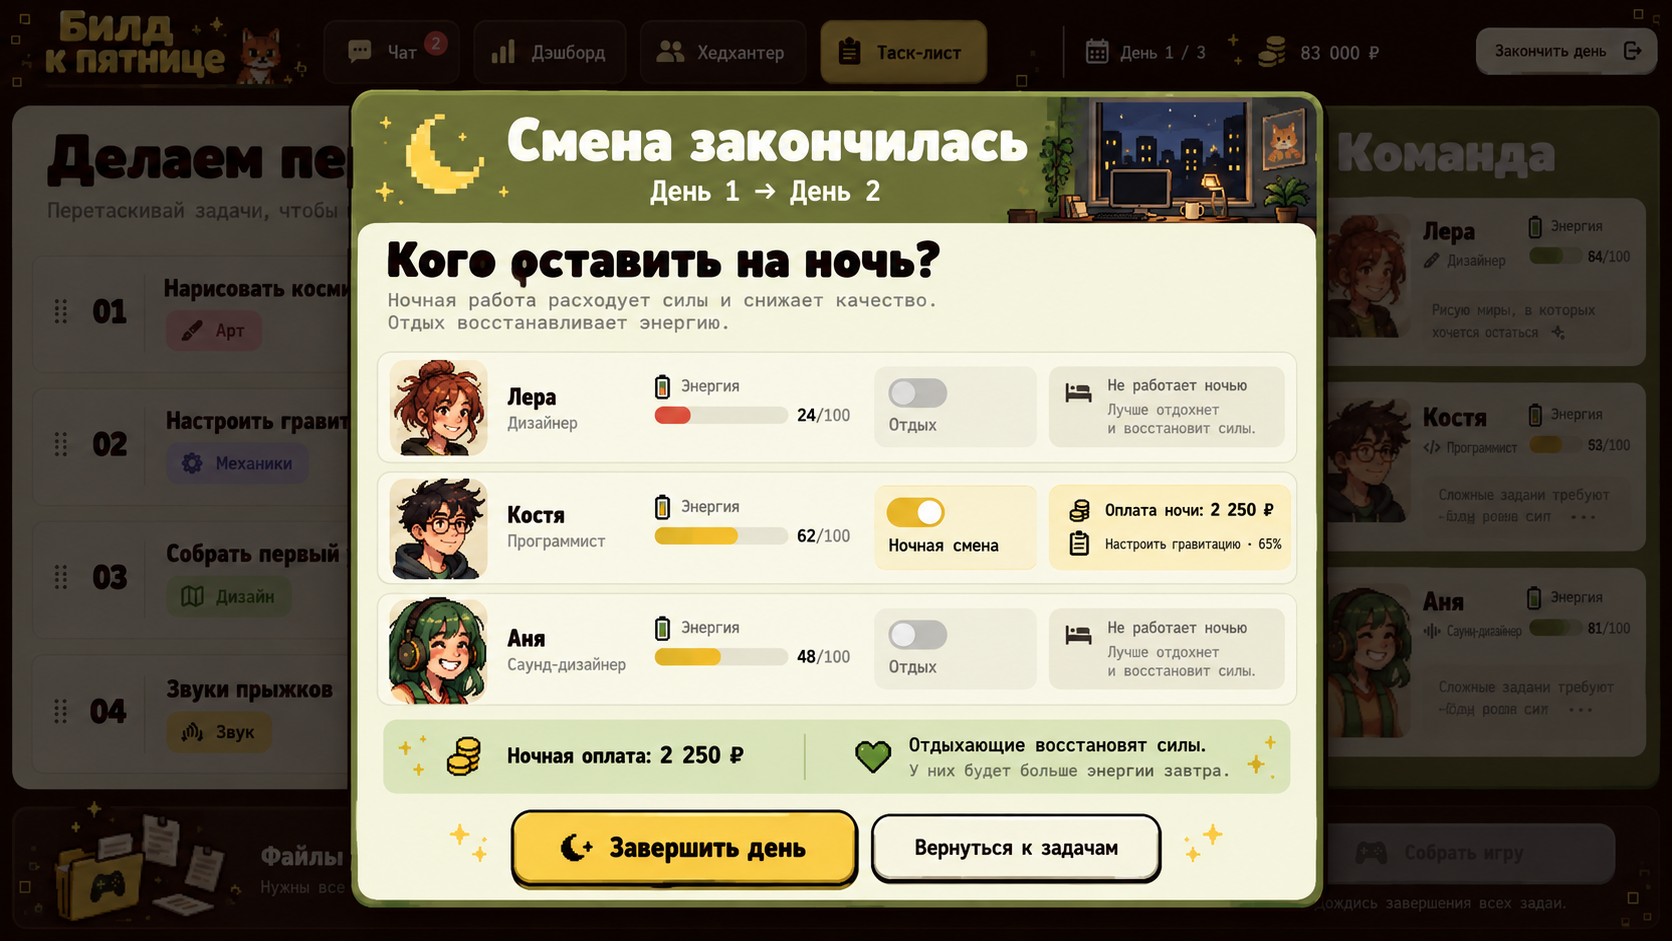 Билд
к пятнице
Чат
2
Дэшборд
Хедхантер
Таск-лист
День 1 / 3
83 000 ₽
Закончить день
Делаем пе
Перетаскивай задачи, чтобы
01
Нарисовать косми
Арт
02
Настроить гравит
Механики
03
Собрать первый
Дизайн
04
Звуки прыжков
Звук
Файлы
Нужны все
Смена закончилась
День 1 → День 2
Кого оставить на ночь?
Ночная работа расходует силы и снижает качество.
Отдых восстанавливает энергию.
Лера
Дизайнер
Энергия
24/100
Отдых
Не работает ночью
Лучше отдохнет
и восстановит силы.
Костя
Программист
Энергия
62/100
Ночная смена
Оплата ночи: 2 250 ₽
Настроить гравитацию · 65%
Аня
Саунд-дизайнер
Энергия
48/100
Отдых
Не работает ночью
Лучше отдохнет
и восстановит силы.
Ночная оплата: 2 250 ₽
Отдыхающие восстановят силы.
У них будет больше энергии завтра.
Завершить день
Вернуться к задачам
Команда
Лера
Дизайнер
Энергия
84/100
Рисую миры, в которых
хочется остаться
Костя
Программист
Энергия
53/100
Сложные задани требуют
Аня
Саунд-дизайнер
Энергия
81/100
Сложные задани требуют
Собрать игру
Дождись завершения всех задаи.